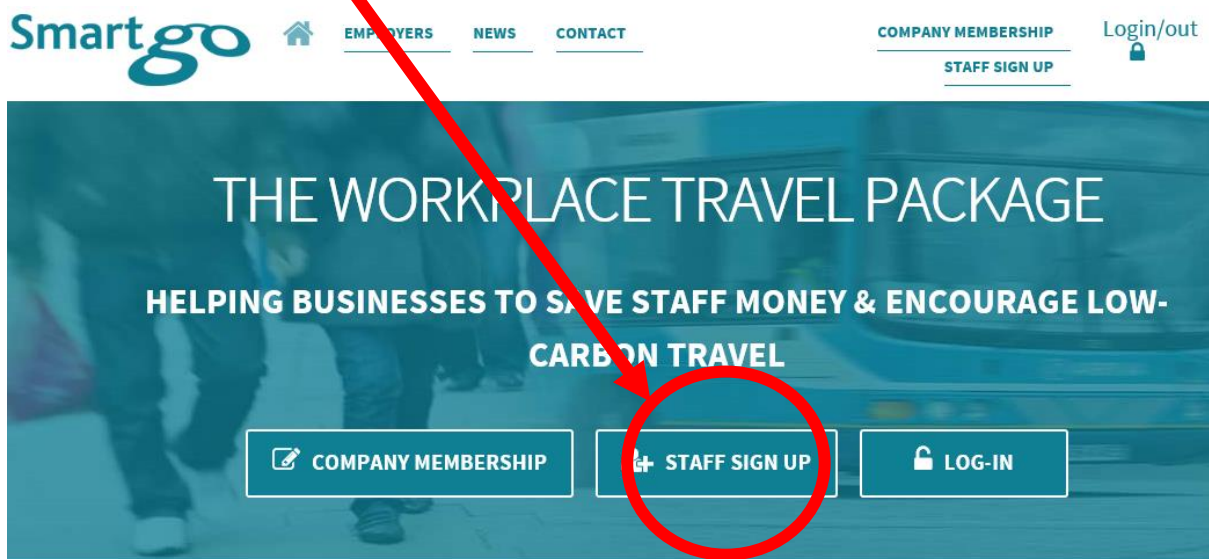 Smartgo
EMPLOYERS NEWS CONTACT
COMPANY MEMBERSHIP
STAFF SIGN UP
Login/out
THE WORKPLACE TRAVEL PACKAGE
HELPING BUSINESSES TO SAVE STAFF MONEY & ENCOURAGE LOW-
CARBON TRAVEL
COMPANY MEMBERSHIP STAFF SIGN UP LOG-IN